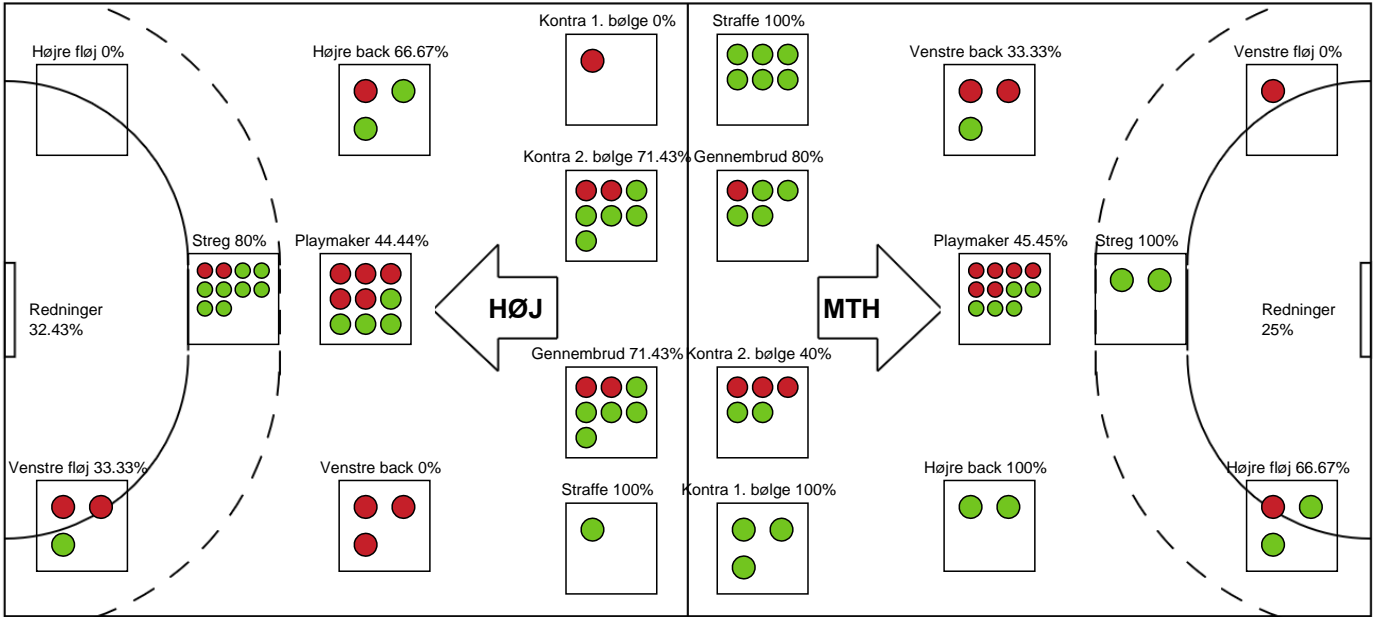 Kontra 1. bølge 0%
Straffe 100%
Højre fløj 0%
Højre back 66.67%
Venstre back 33.33%
Venstre fløj 0%
Kontra 2. bølge 71.43%
Gennembrud 80%
Streg 80%
Playmaker 44.44%
Playmaker 45.45%
Streg 100%
Redninger
32.43%
HØJ
MTH
Redninger
25%
Gennembrud 71.43%
Kontra 2. bølge 40%
Venstre fløj 33.33%
Venstre back 0%
Straffe 100%
Kontra 1. bølge 100%
Højre back 100%
Højre fløj 66.67%